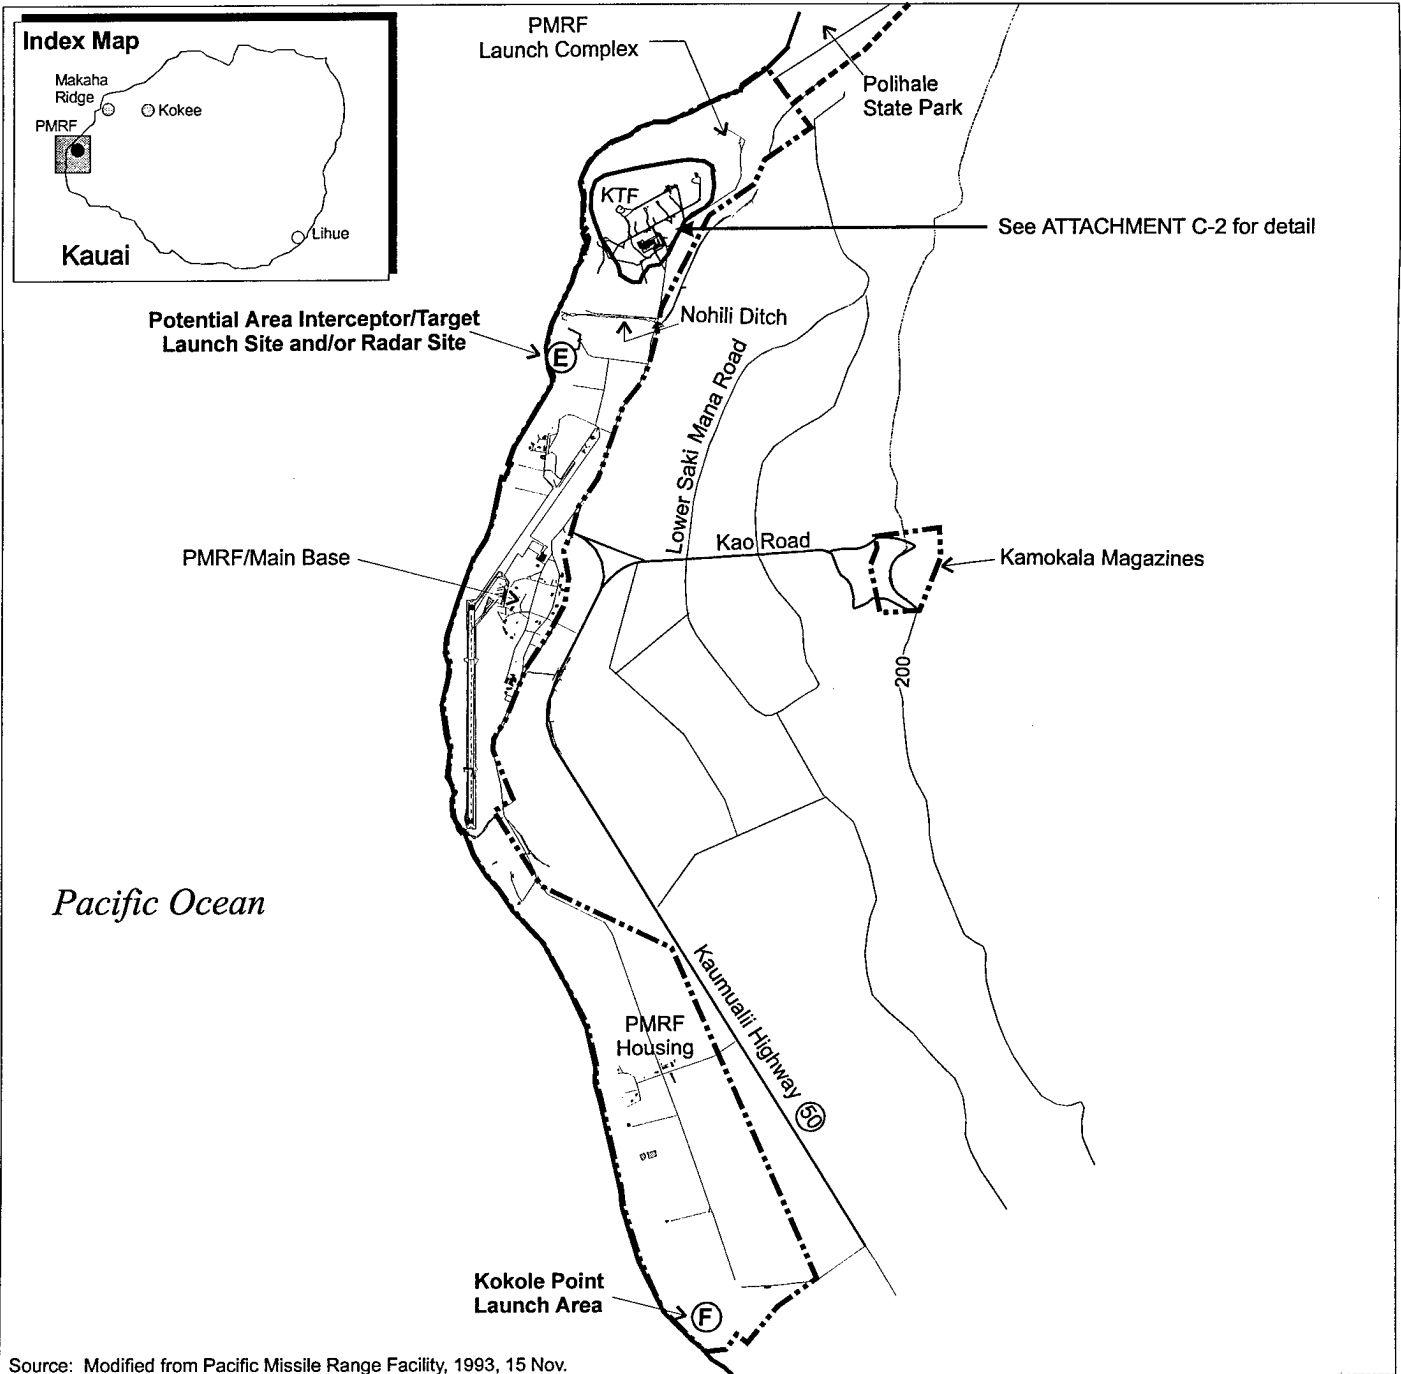 Index Map
Makaha
Ridge
Kokee
PMRF
Lihue
Kauai
PMRF
Launch Complex
Polihale
State Park
KTF
See ATTACHMENT C-2 for detail
Potential Area Interceptor/Target
Launch Site and/or Radar Site
E
Nohili Ditch
Lower Saki Mana Road
Kao Road
PMRF/Main Base
Kamokala Magazines
200
Pacific Ocean
Kaumualii Highway 50
PMRF
Housing
Kokole Point
Launch Area
F
Source: Modified from Pacific Missile Range Facility, 1993, 15 Nov.